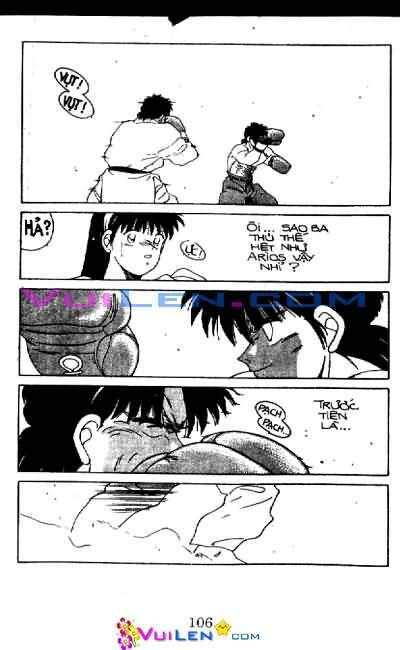 VỤT!
VỤT!
HẢ?
ÔI... SAO BA
THỦ THẾ
HỆT NHƯ
ARIOS VẬY
NHỈ?
VuiLen.com
TRƯỚC
TIÊN
LÀ...
PẠCH
PẠCH
106
VuiLen.com